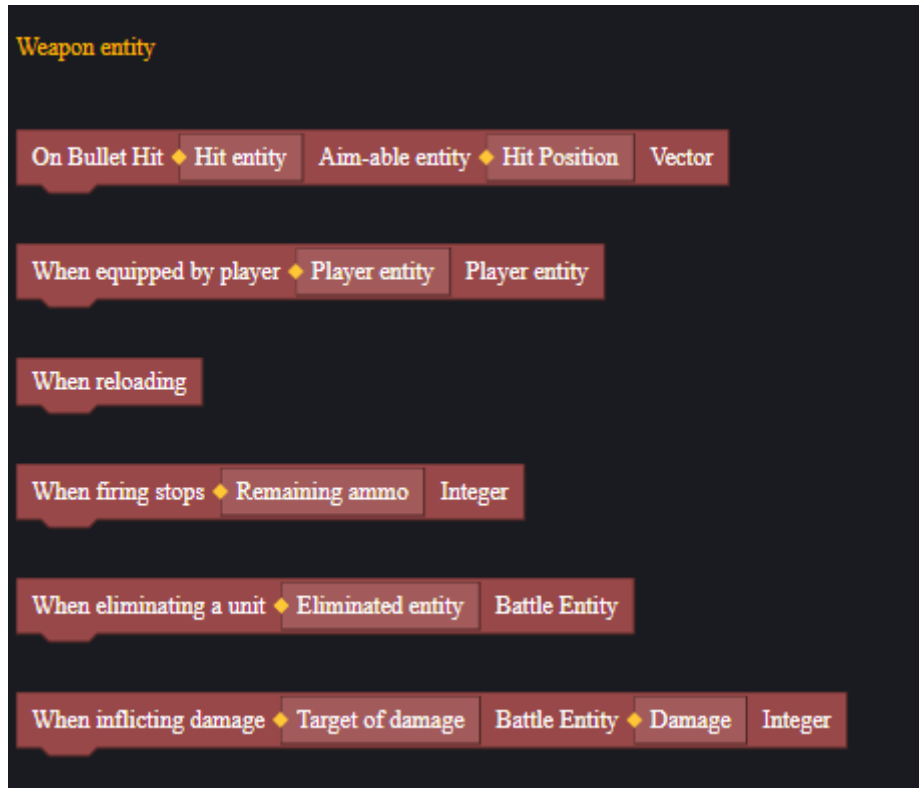 Weapon entity
On Bullet Hit Hit entity Aim-able entity Hit Position Vector
When equipped by player Player entity Player entity
When reloading
When firing stops Remaining ammo Integer
When eliminating a unit Eliminated entity Battle Entity
When inflicting damage Target of damage Battle Entity Damage Integer